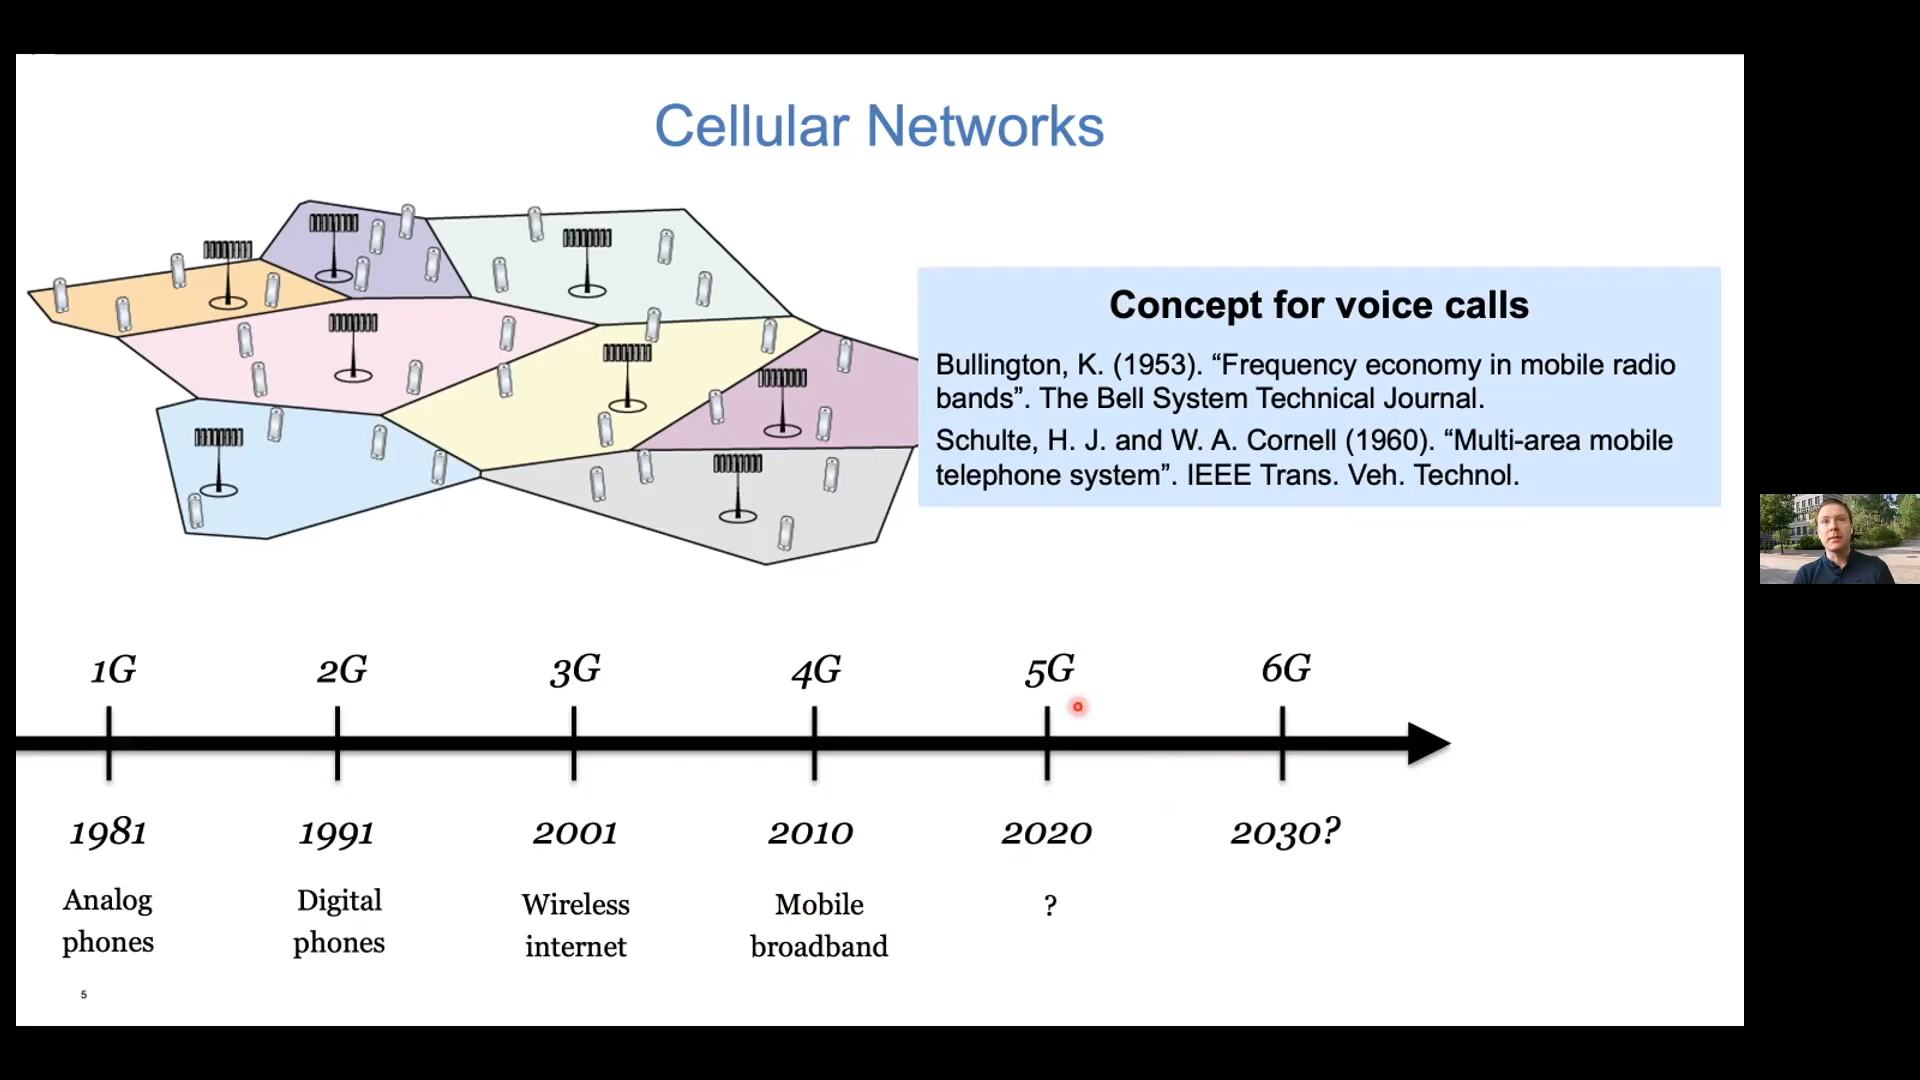 Cellular Networks
Concept for voice calls
Bullington, K. (1953). “Frequency economy in mobile radio
bands”. The Bell System Technical Journal.
Schulte, H. J. and W. A. Cornell (1960). “Multi-area mobile
telephone system”. IEEE Trans. Veh. Technol.
1G 2G 3G 4G 5G 6G
1981 1991 2001 2010 2020 2030?
Analog Digital Wireless Mobile ?
phones phones internet broadband
5